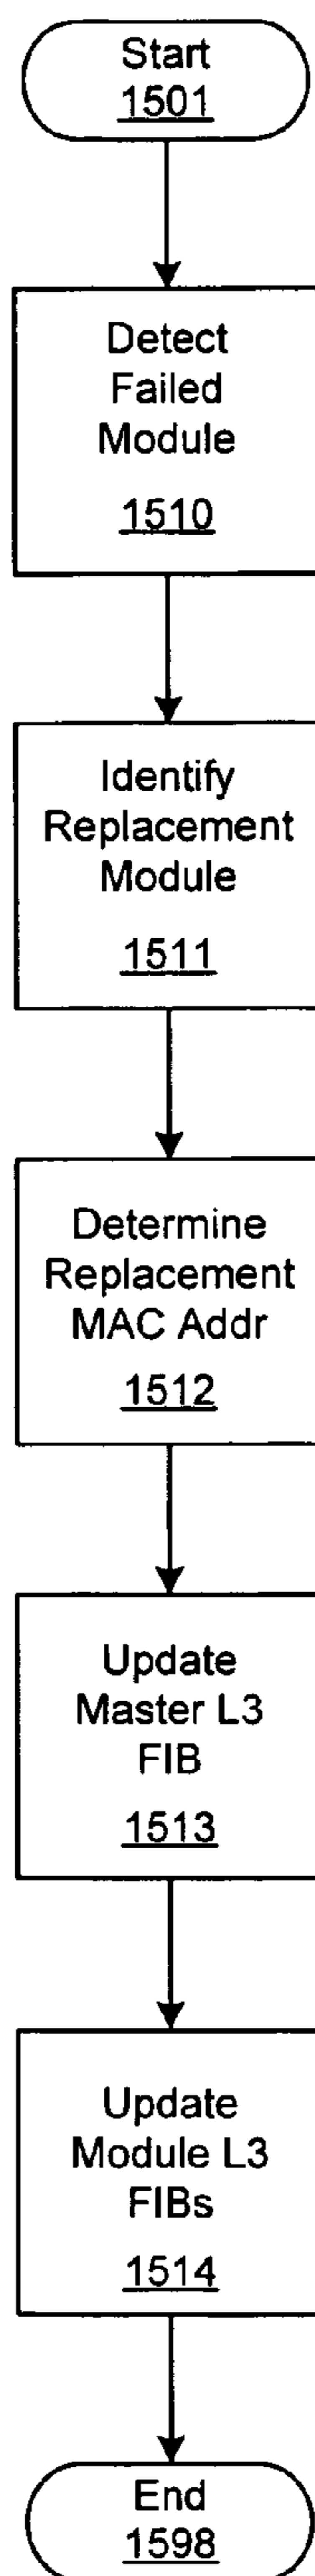 Start
1501
Detect
Failed
Module
1510
Identify
Replacement
Module
1511
Determine
Replacement
MAC Addr
1512
Update
Master L3
FIB
1513
Update
Module L3
FIBs
1514
End
1598